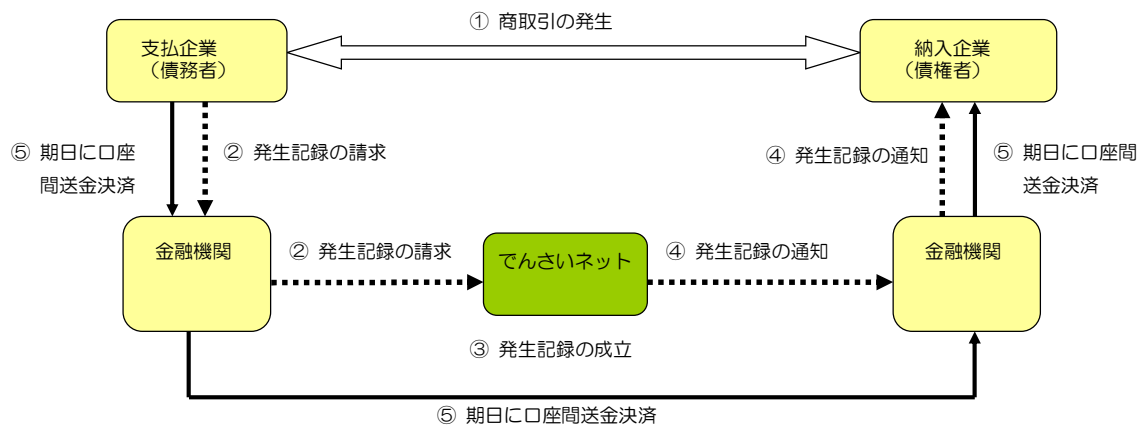 ① 商取引の発生
支払企業
（債務者）
納入企業
（債権者）
⑤ 期日に口座
間送金決済
② 発生記録の請求
④ 発生記録の通知
⑤ 期日に口座間
送金決済
金融機関
② 発生記録の請求
でんさいネット
④ 発生記録の通知
金融機関
③ 発生記録の成立
⑤ 期日に口座間送金決済